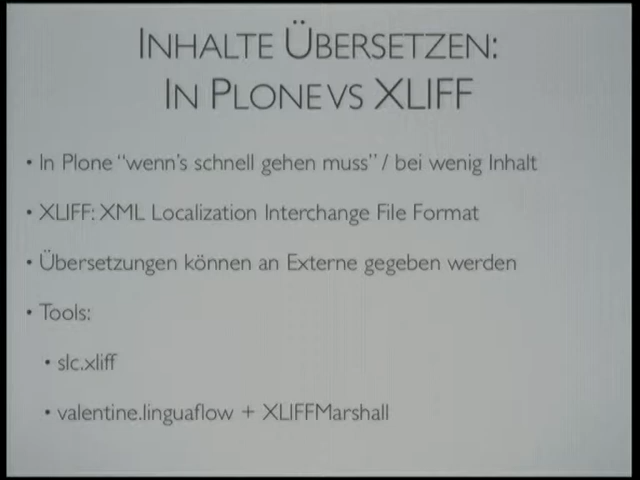 INHALTE ÜBERSETZEN:
IN PLONE VS XLIFF
• In Plone “wenn's schnell gehen muss” / bei wenig Inhalt
• XLIFF: XML Localization Interchange File Format
• Übersetzungen können an Externe gegeben werden
• Tools:
• slc.xliff
• valentine.linguaflow + XLIFFMarshall